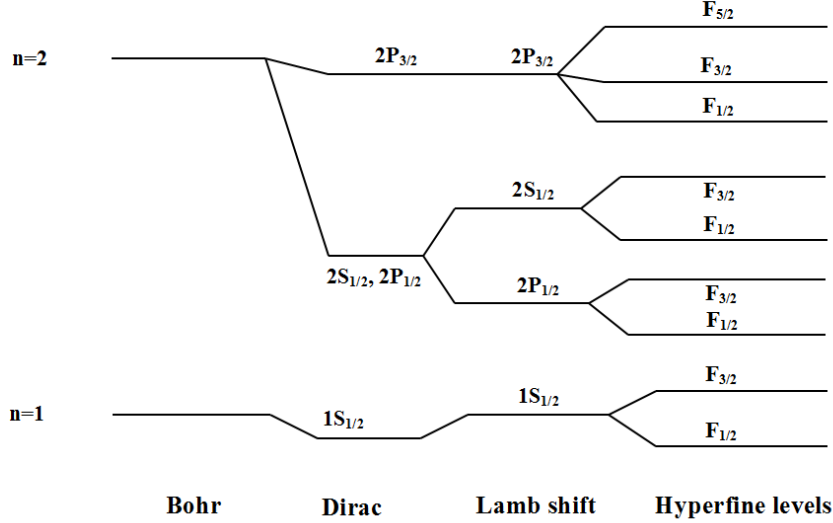 F5/2
n=2 2P3/2 2P3/2
F3/2
F1/2
2S1/2 F3/2
F1/2
2S1/2, 2P1/2 2P1/2 F3/2
F1/2
F3/2
n=1 1S1/2 1S1/2
F1/2
Bohr Dirac Lamb shift Hyperfine levels